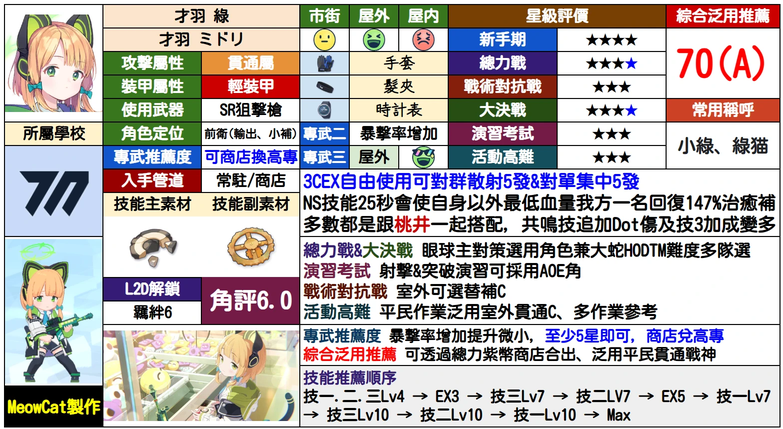 才羽 綠
市街
屋外
屋內
星級評價
綜合泛用推薦
才羽 ミドリ
新手期
★★★★
70(A)
攻擊屬性
貫通屬
手套
總力戰
★★★★
裝甲屬性
輕裝甲
髮夾
戰術對抗戰
★★★
使用武器
SR狙擊槍
時計表
大決戰
★★★★
常用稱呼
所屬學校
角色定位
前衛(輸出、小補)
專武二
暴擊率增加
演習考試
★★★
小綠、綠猫
專武推薦度
可商店換高專
專武三
屋外
活動高難
★★★
入手管道
常駐/商店
3CEX自由使用可對群散射5發&對單集中5發
技能主素材
技能副素材
NS技能25秒會使自身以外最低血量我方一名回復147%治癒補
多數都是跟桃井一起搭配, 共鳴技追加Dot傷及技3加成變多
總力戰&大決戰 眼球主對策選用角色兼大蛇HODTM難度多隊選
演習考試 射擊&突破演習可採用AOE角
L2D解鎖
角評6.0
戰術對抗戰 室外可選替補C
羈絆6
活動高難 平民作業泛用室外貫通C、多作業參考
專武推薦度 暴擊率增加提升微小, 至少5星即可, 商店兌高專
綜合泛用推薦 可透過總力紫幣商店合出、泛用平民貫通戰神
技能推薦順序
技一.二.三Lv4 → EX3 → 技三Lv7 → 技二LV7 → EX5 → 技一Lv7
→ 技三Lv10 → 技二Lv10 → 技一Lv10 → Max
MeowCat製作